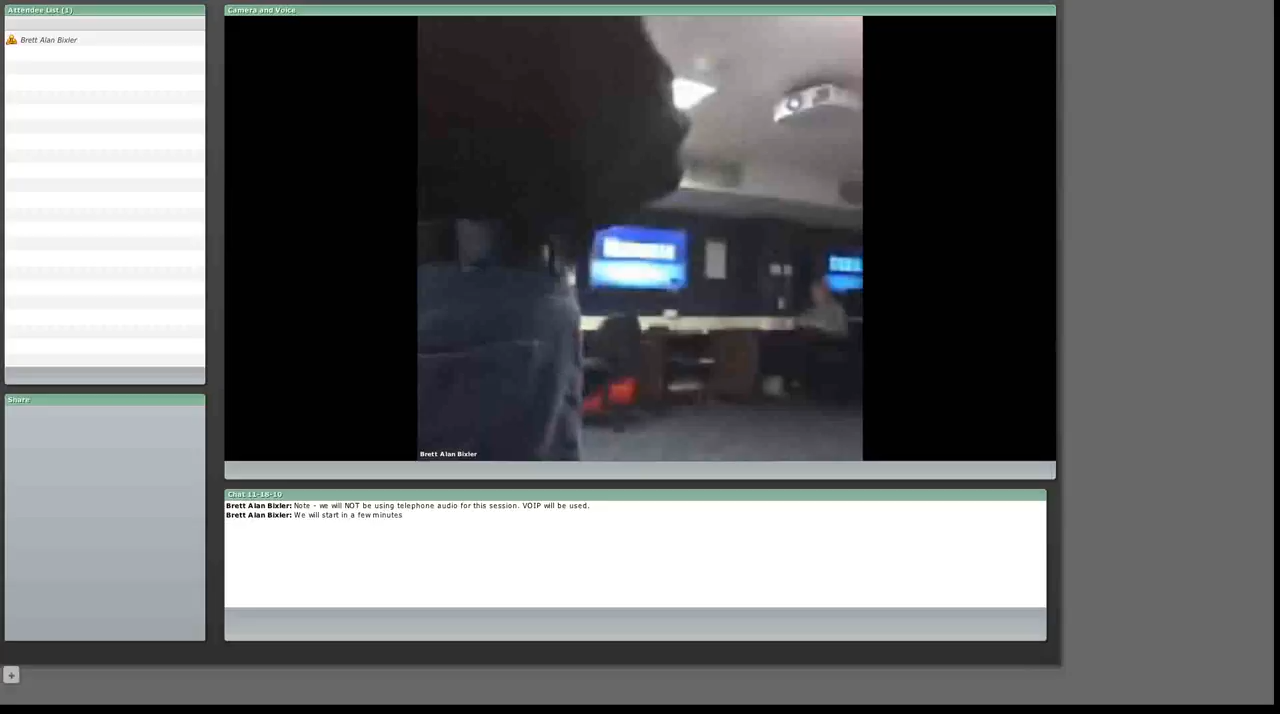 Attendee List (1)
Brett Alan Bixler
Share
Camera and Voice
Brett Alan Bixler
Chat 11-18-10
Brett Alan Bixler: Note - we will NOT be using telephone audio for this session. VOIP will be used.
Brett Alan Bixler: We will start in a few minutes